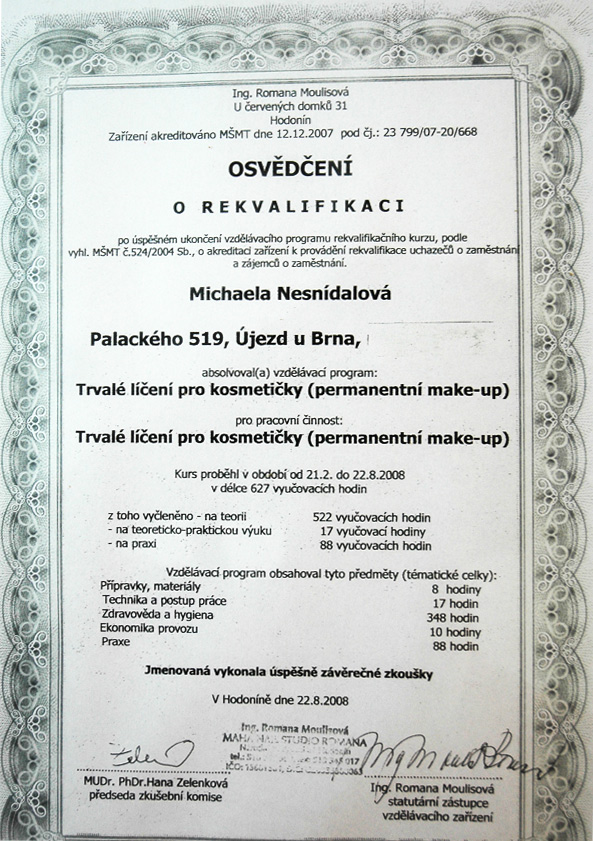 Ing. Romana Moulisová
U červených domků 31
Hodonín
Zařízení akreditováno MŠMT dne 12.12.2007 pod čj.: 23 799/07-20/668
OSVĚDČENÍ
O REKVALIFIKACI
po úspěšném ukončení vzdělávacího programu rekvalifikačního kurzu, podle
vyhl. MŠMT č.524/2004 Sb., o akreditaci zařízení k provádění rekvalifikace uchazečů o zaměstnání
a zájemců o zaměstnání.
Michaela Nesnídalová
Palackého 519, Újezd u Brna,
absolvoval(a) vzdělávací program:
Trvalé líčení pro kosmetičky (permanentní make-up)
pro pracovní činnost:
Trvalé líčení pro kosmetičky (permanentní make-up)
Kurs proběhl v období od 21.2. do 22.8.2008
v délce 627 vyučovacích hodin
z toho vyčleněno - na teorii 522 vyučovacích hodin
- na teoreticko-praktickou výuku 17 vyučovací hodiny
- na praxi 88 vyučovacích hodin
Vzdělávací program obsahoval tyto předměty (tématické celky):
Přípravky, materiály 8 hodiny
Technika a postup práce 17 hodin
Zdravověda a hygiena 348 hodin
Ekonomika provozu 10 hodiny
Praxe 88 hodin
Jmenovaná vykonala úspěšně závěrečné zkoušky
V Hodoníně dne 22.8.2008
Ing. Romana Moulisová
STUDIO ROMANA
MUDr. PhDr.Hana Zelenková
předseda zkušební komise
Ing. Romana Moulisová
statutární zástupce
vzdělávacího zařízení